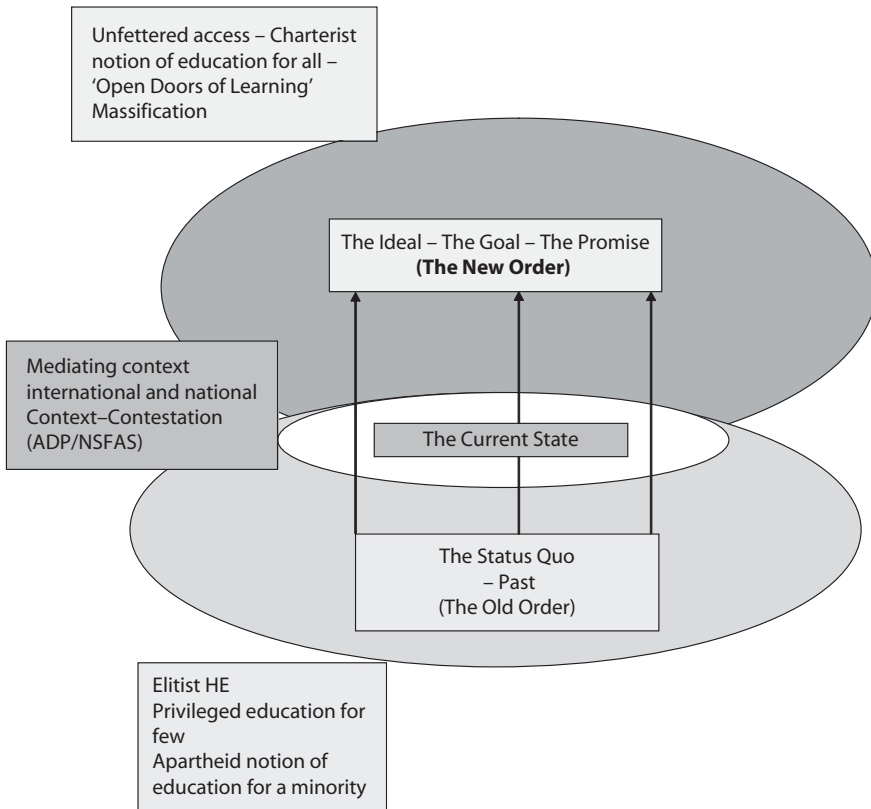 Unfettered access – Charterist
notion of education for all –
‘Open Doors of Learning’
Massification
The Ideal – The Goal – The Promise
(The New Order)
Mediating context
international and national
Context–Contestation
(ADP/NSFAS)
The Current State
The Status Quo
– Past
(The Old Order)
Elitist HE
Privileged education for
few
Apartheid notion of
education for a minority